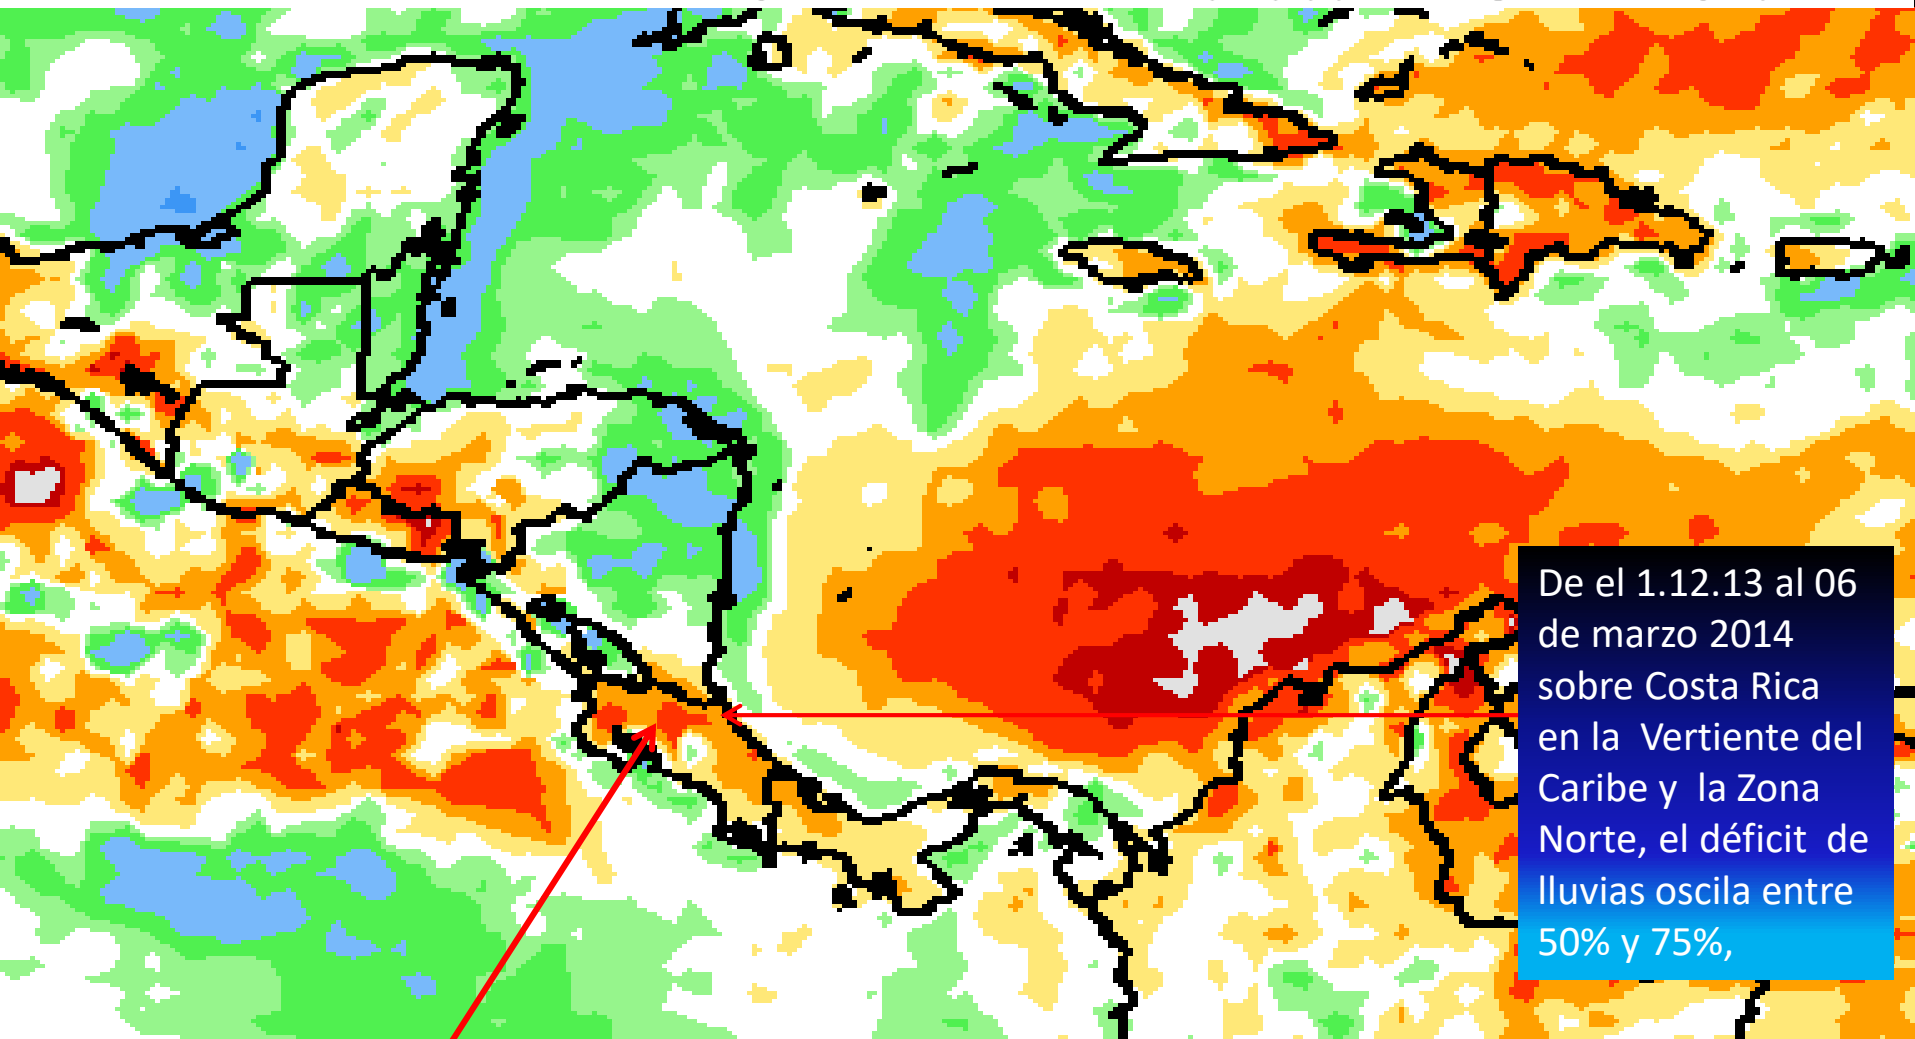 De el 1.12.13 al 06
de marzo 2014
sobre Costa Rica
en la Vertiente del
Caribe y la Zona
Norte, el déficit de
lluvias oscila entre
50% y 75%,